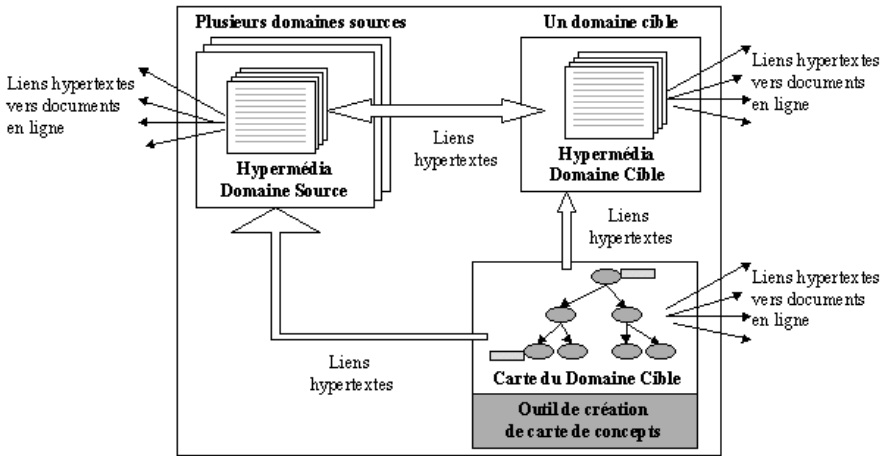 Plusieurs domaines sources
Un domaine cible
Liens hypertextes
vers documents
en ligne
Hypermédia
Domaine Source
Liens
hypertextes
Hypermédia
Domaine Cible
Liens hypertextes
vers documents
en ligne
Liens
hypertextes
Liens hypertextes
vers documents
en ligne
Liens
hypertextes
Carte du Domaine Cible
Outil de création
de carte de concepts